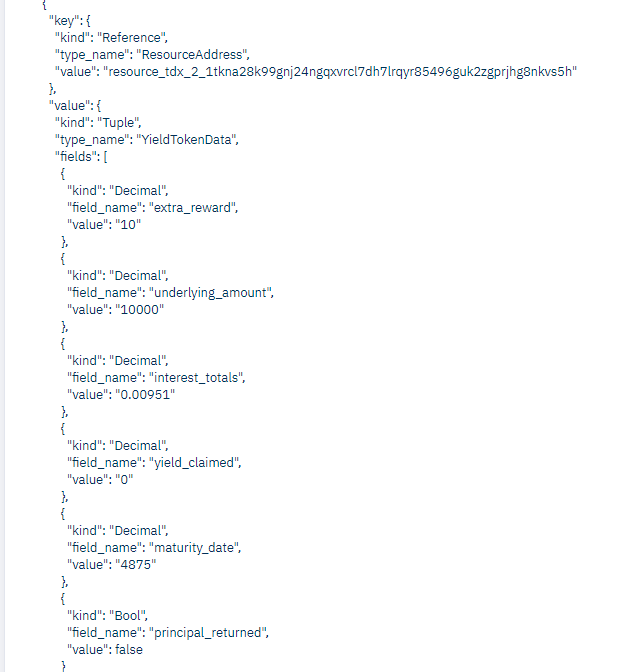 {
"key": {
"kind": "Reference",
"type_name": "ResourceAddress",
"value": "resource_tdx_2_1tkna28k99gnj24ngqxvrcl7dh7lrqyr85496guk2zgprjhg8nkvs5h"
},
"value": {
"kind": "Tuple",
"type_name": "YieldTokenData",
"fields": [
{
"kind": "Decimal",
"field_name": "extra_reward",
"value": "10"
},
{
"kind": "Decimal",
"field_name": "underlying_amount",
"value": "10000"
},
{
"kind": "Decimal",
"field_name": "interest_totals",
"value": "0.00951"
},
{
"kind": "Decimal",
"field_name": "yield_claimed",
"value": "0"
},
{
"kind": "Decimal",
"field_name": "maturity_date",
"value": "4875"
},
{
"kind": "Bool",
"field_name": "principal_returned",
"value": false
}